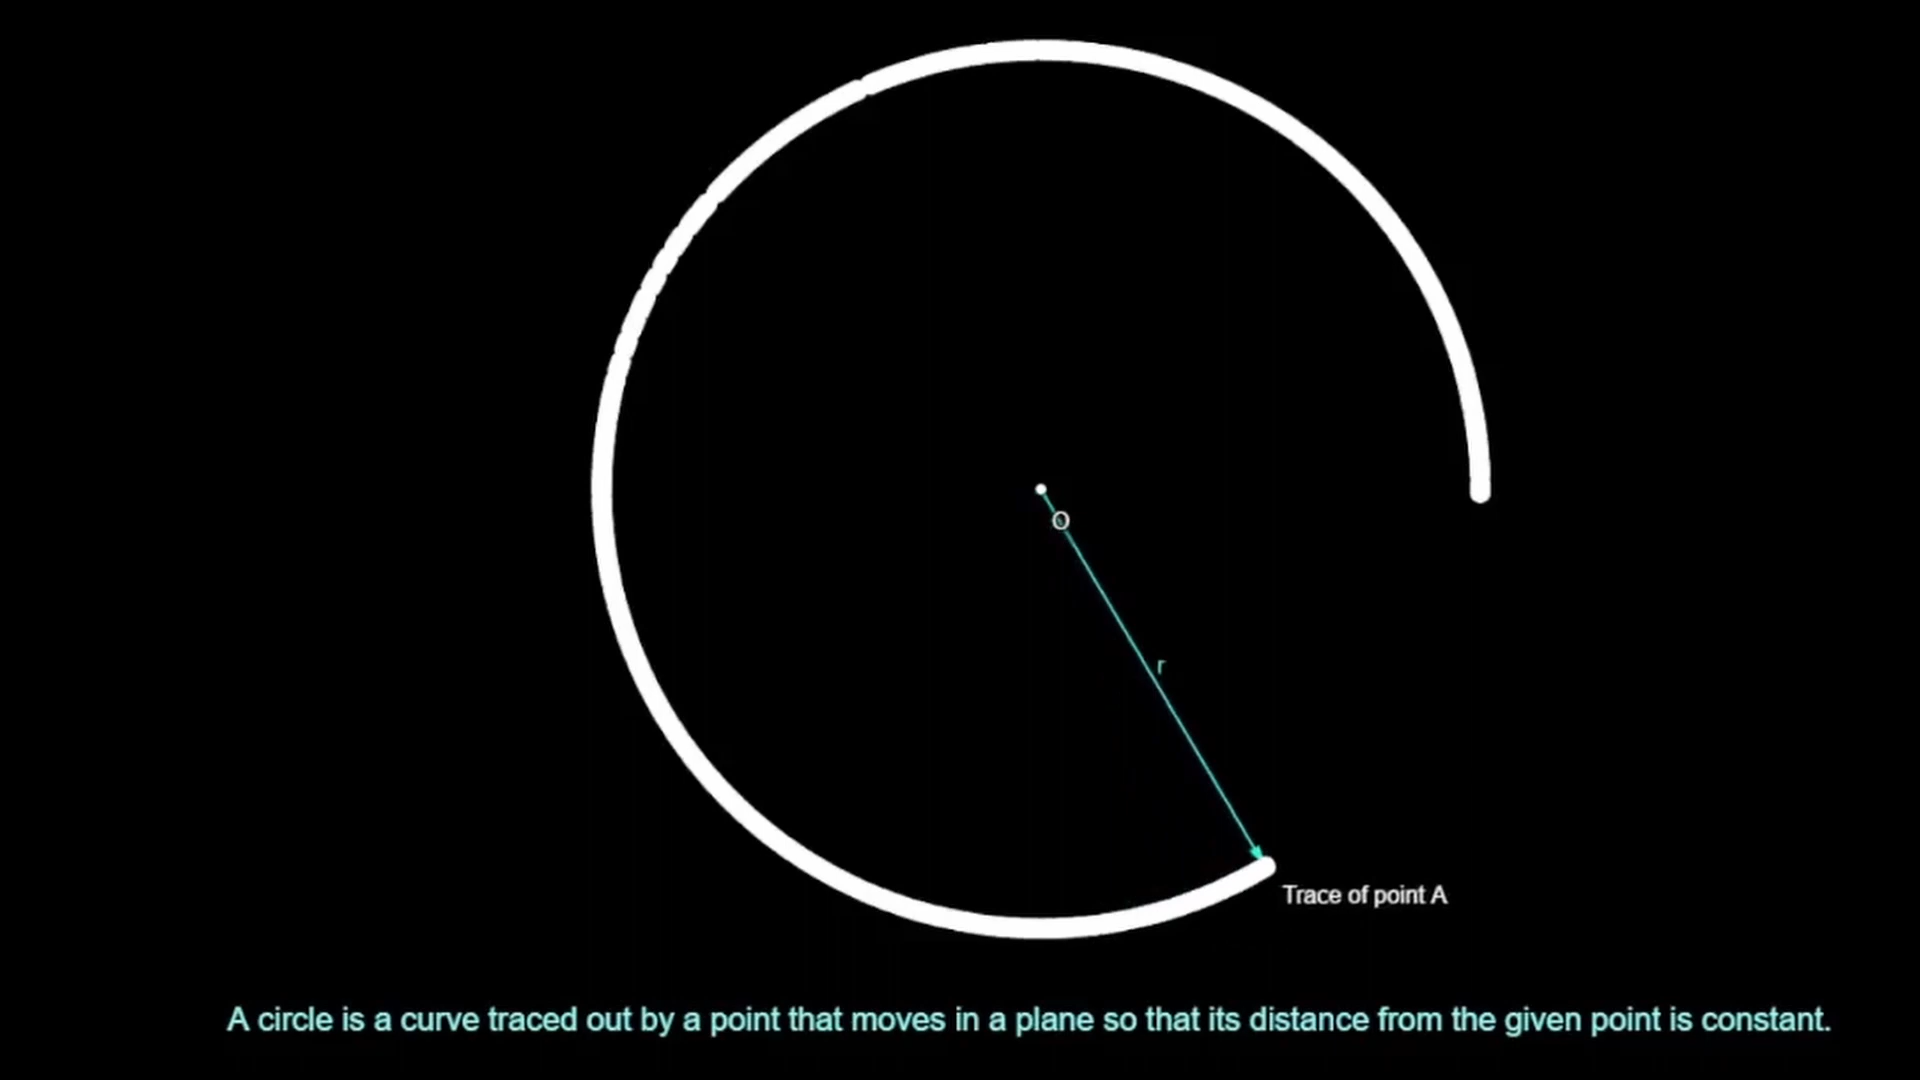 O
r
Trace of point A
A circle is a curve traced out by a point that moves in a plane so that its distance from the given point is constant.